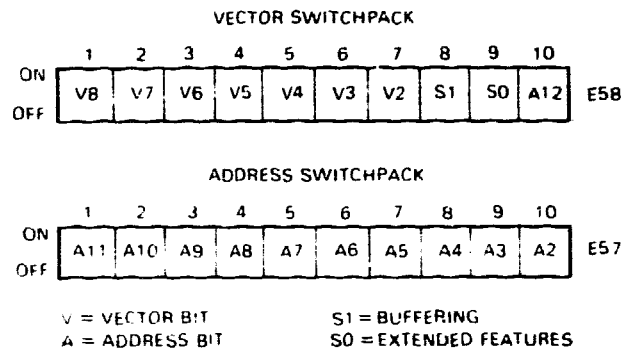 VECTOR SWITCHPACK
1 2 3 4 5 6 7 8 9 10
ON
V8 V7 V6 V5 V4 V3 V2 S1 S0 A12 E58
OFF
ADDRESS SWITCHPACK
1 2 3 4 5 6 7 8 9 10
ON
A11 A10 A9 A8 A7 A6 A5 A4 A3 A2 E57
OFF
V = VECTOR BIT S1 = BUFFERING
A = ADDRESS BIT S0 = EXTENDED FEATURES